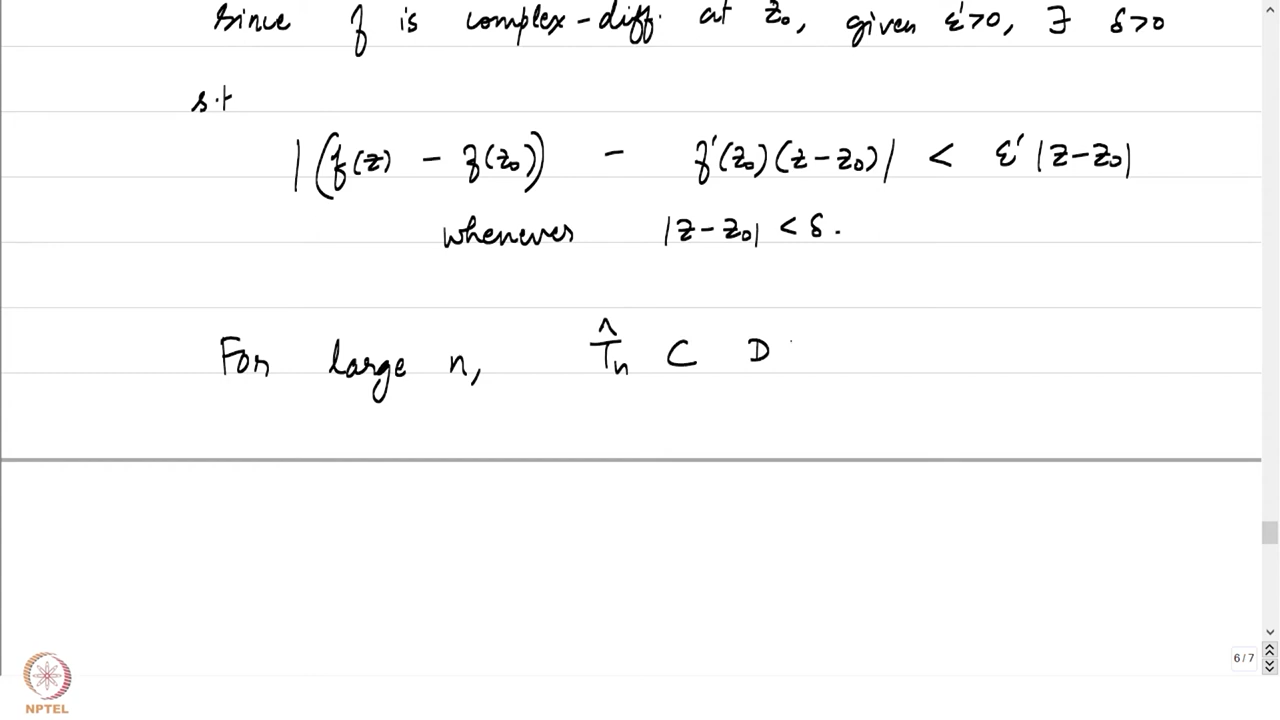 since f is complex-diff. at z₀, given ε'>0, ∃ δ>0
s.t
|(f(z) - f(z₀)) - f'(z₀)(z-z₀)| < ε'|z-z₀|
whenever |z-z₀| < δ.
For large n, T̂ₙ ⊂ D
6/7
NPTEL